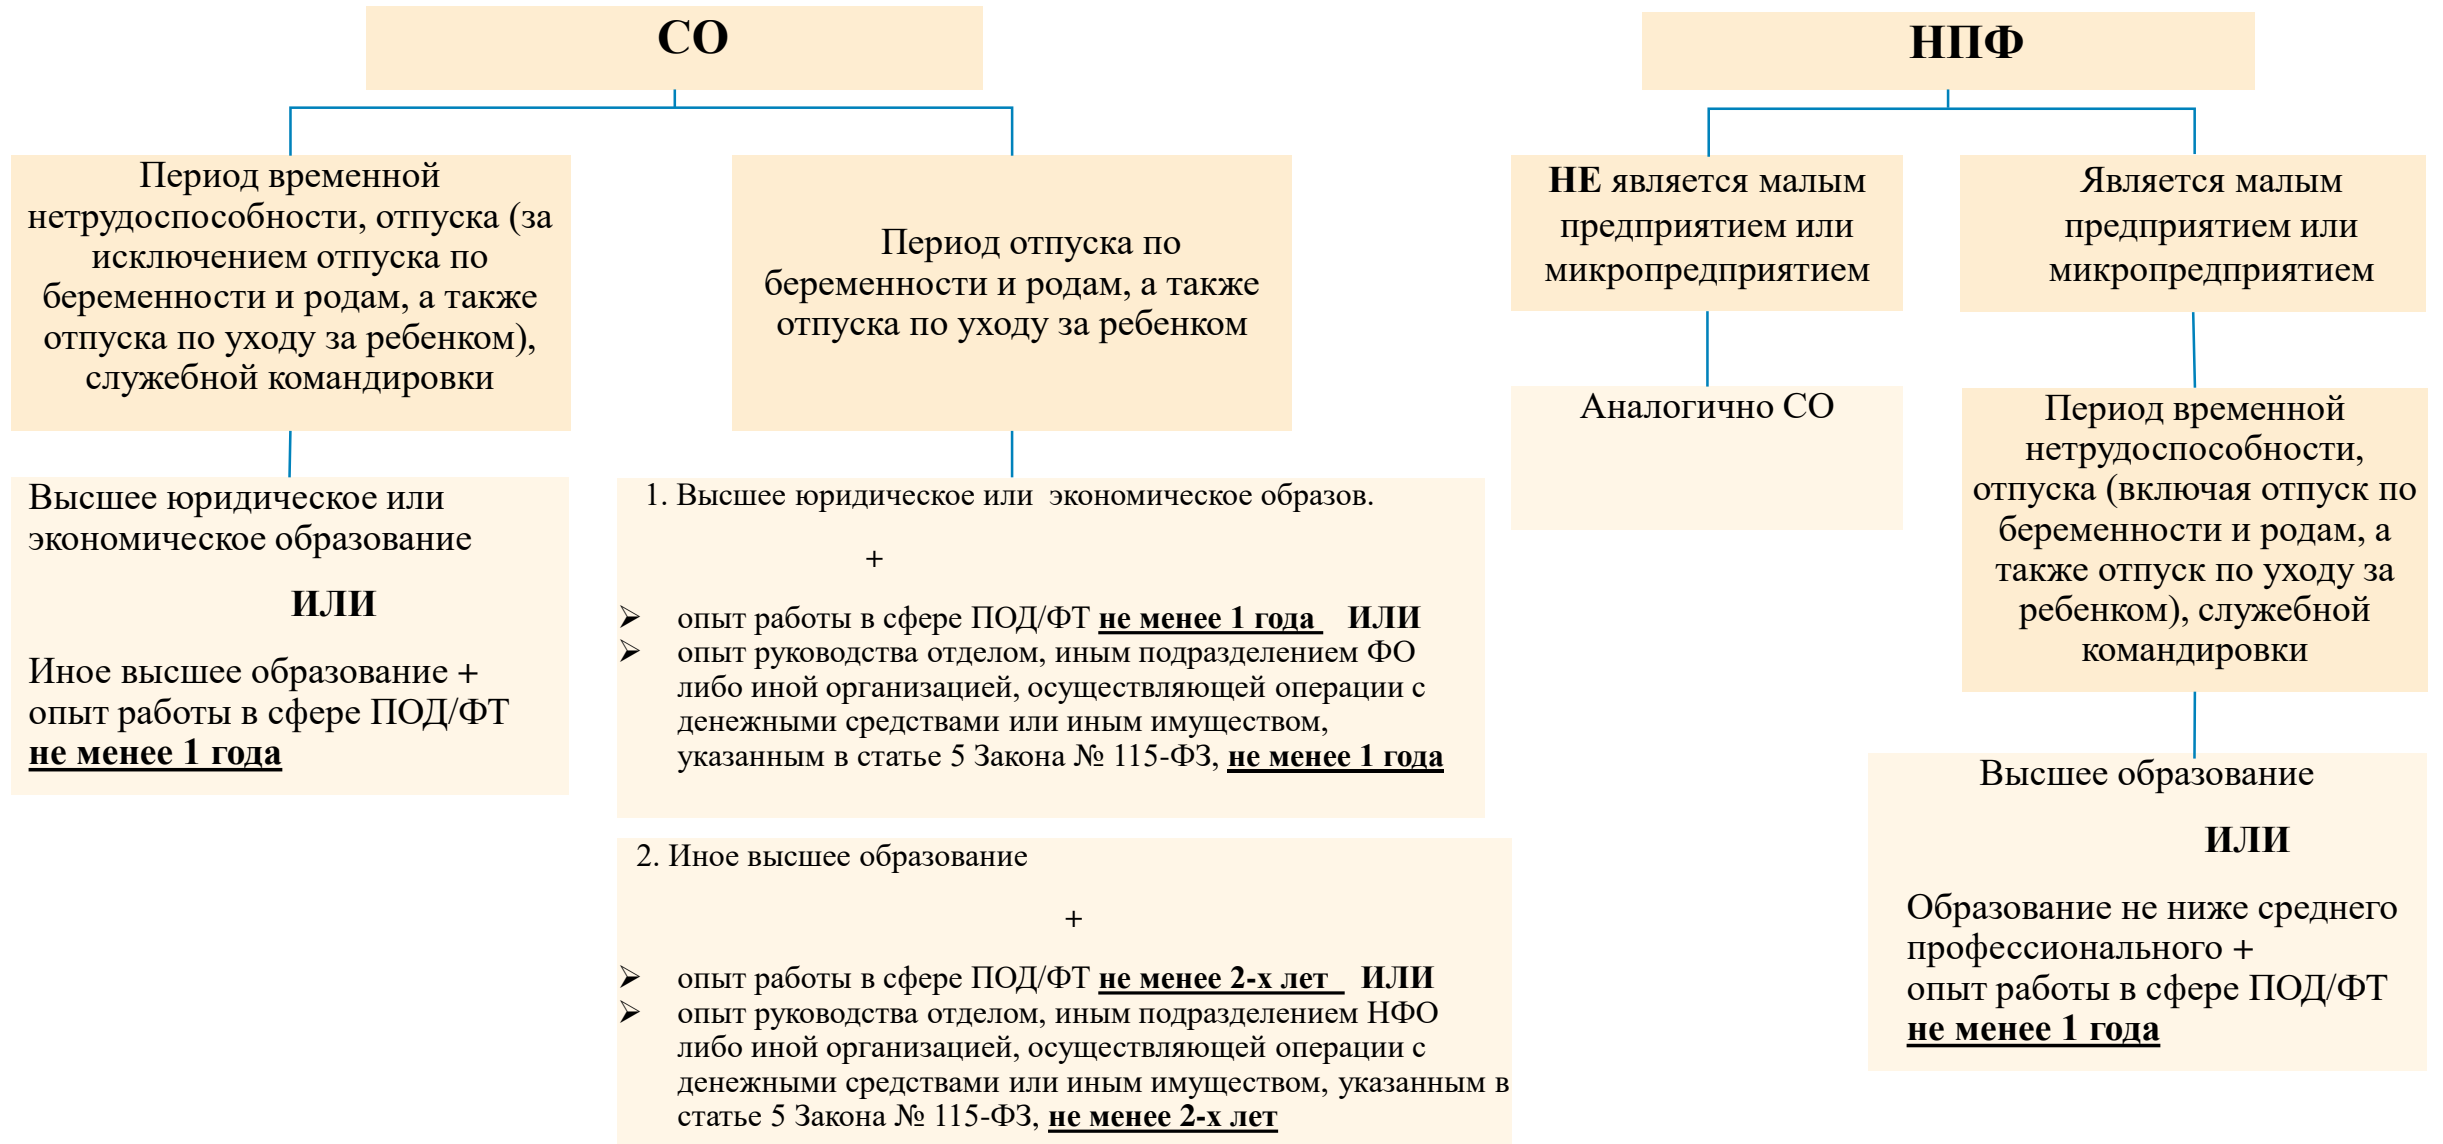 СО
Период временной
нетрудоспособности, отпуска (за
исключением отпуска по
беременности и родам, а также
отпуска по уходу за ребенком),
служебной командировки
Высшее юридическое или
экономическое образование
ИЛИ
Иное высшее образование +
опыт работы в сфере ПОД/ФТ
не менее 1 года
Период отпуска по
беременности и родам, а также
отпуска по уходу за ребенком
1. Высшее юридическое или экономическое образов.
+
➢ опыт работы в сфере ПОД/ФТ не менее 1 года ИЛИ
➢ опыт руководства отделом, иным подразделением ФО
либо иной организацией, осуществляющей операции с
денежными средствами или иным имуществом,
указанным в статье 5 Закона № 115-ФЗ, не менее 1 года
2. Иное высшее образование
+
➢ опыт работы в сфере ПОД/ФТ не менее 2-х лет ИЛИ
➢ опыт руководства отделом, иным подразделением НФО
либо иной организацией, осуществляющей операции с
денежными средствами или иным имуществом, указанным в
статье 5 Закона № 115-ФЗ, не менее 2-х лет
НПФ
НЕ является малым
предприятием или
микропредприятием
Аналогично СО
Является малым
предприятием или
микропредприятием
Период временной
нетрудоспособности,
отпуска (включая отпуск по
беременности и родам, а
также отпуск по уходу за
ребенком), служебной
командировки
Высшее образование
ИЛИ
Образование не ниже среднего
профессионального +
опыт работы в сфере ПОД/ФТ
не менее 1 года